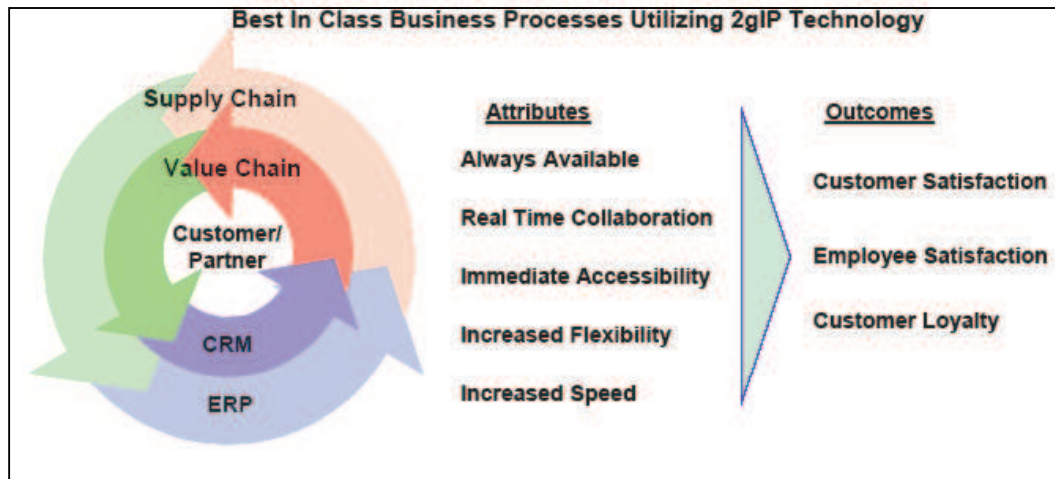 Best In Class Business Processes Utilizing 2gIP Technology
Supply Chain
Value Chain
Customer/
Partner
CRM
ERP
Attributes
Always Available
Real Time Collaboration
Immediate Accessibility
Increased Flexibility
Increased Speed
Outcomes
Customer Satisfaction
Employee Satisfaction
Customer Loyalty